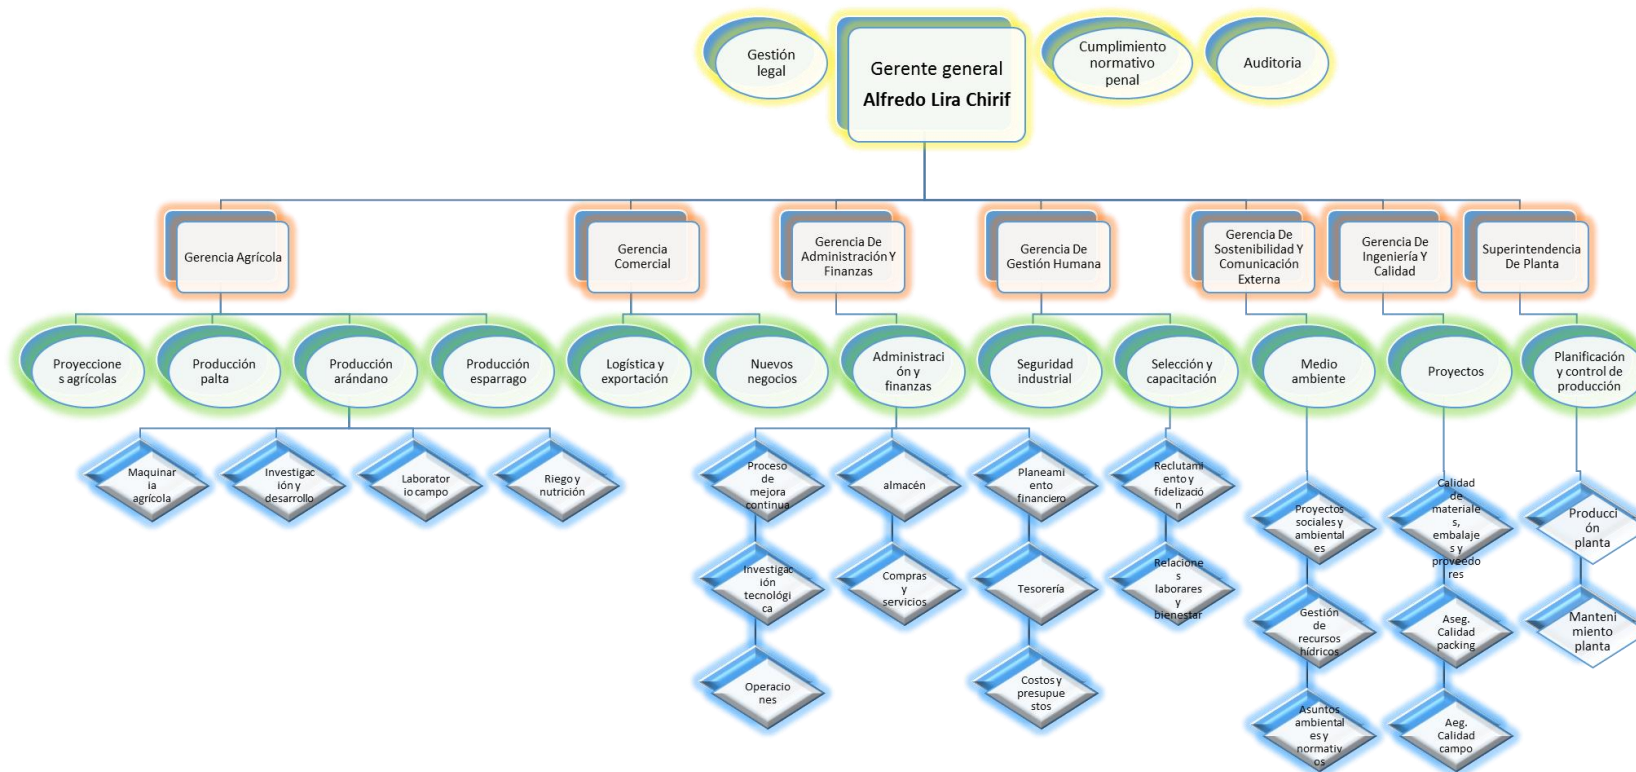 Gestión
legal
Gerente general
Alfredo Lira Chirif
Cumplimiento
normativo
penal
Auditoria
Gerencia Agrícola
Gerencia
Comercial
Gerencia De
Administración Y
Finanzas
Gerencia De
Gestión Humana
Gerencia De
Sostenibilidad Y
Comunicación
Externa
Gerencia De
Ingeniería Y
Calidad
Superintendencia
De Planta
Proyeccione
s agrícolas
Producción
palta
Producción
arándano
Producción
esparrago
Logística y
exportación
Nuevos
negocios
Administraci
ón y
finanzas
Seguridad
industrial
Selección y
capacitación
Medio
ambiente
Proyectos
Planificación
y control de
producción
Maquinar
ia
agrícola
Investigac
ión y
desarrollo
Laborator
io campo
Riego y
nutrición
Proceso
de
mejora
continua
almacén
Planeami
ento
financiero
Reclutami
ento y
fidelizació
n
Proyectos
sociales y
ambiental
es
Calidad
de
materiale
s,
embalaje
s y
proveedo
res
Producci
ón
planta
Investigac
ión
tecnológi
ca
Compras
y
servicios
Tesorería
Relacione
s
laborares
y
bienestar
Gestión
de
recursos
hídricos
Aseg.
Calidad
packing
Manteni
miento
planta
Operacio
nes
Costos y
presupue
stos
Asuntos
ambiental
es y
normativ
os
Aeg.
Calidad
campo